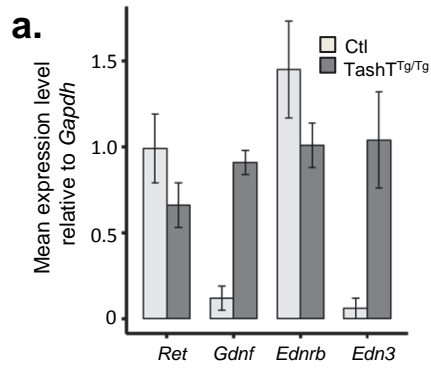 a.
Mean expression level
relative to Gapdh
1.5
1.0
0.5
0
Ctl
TashT^Tg/Tg
Ret Gdnf Ednrb Edn3